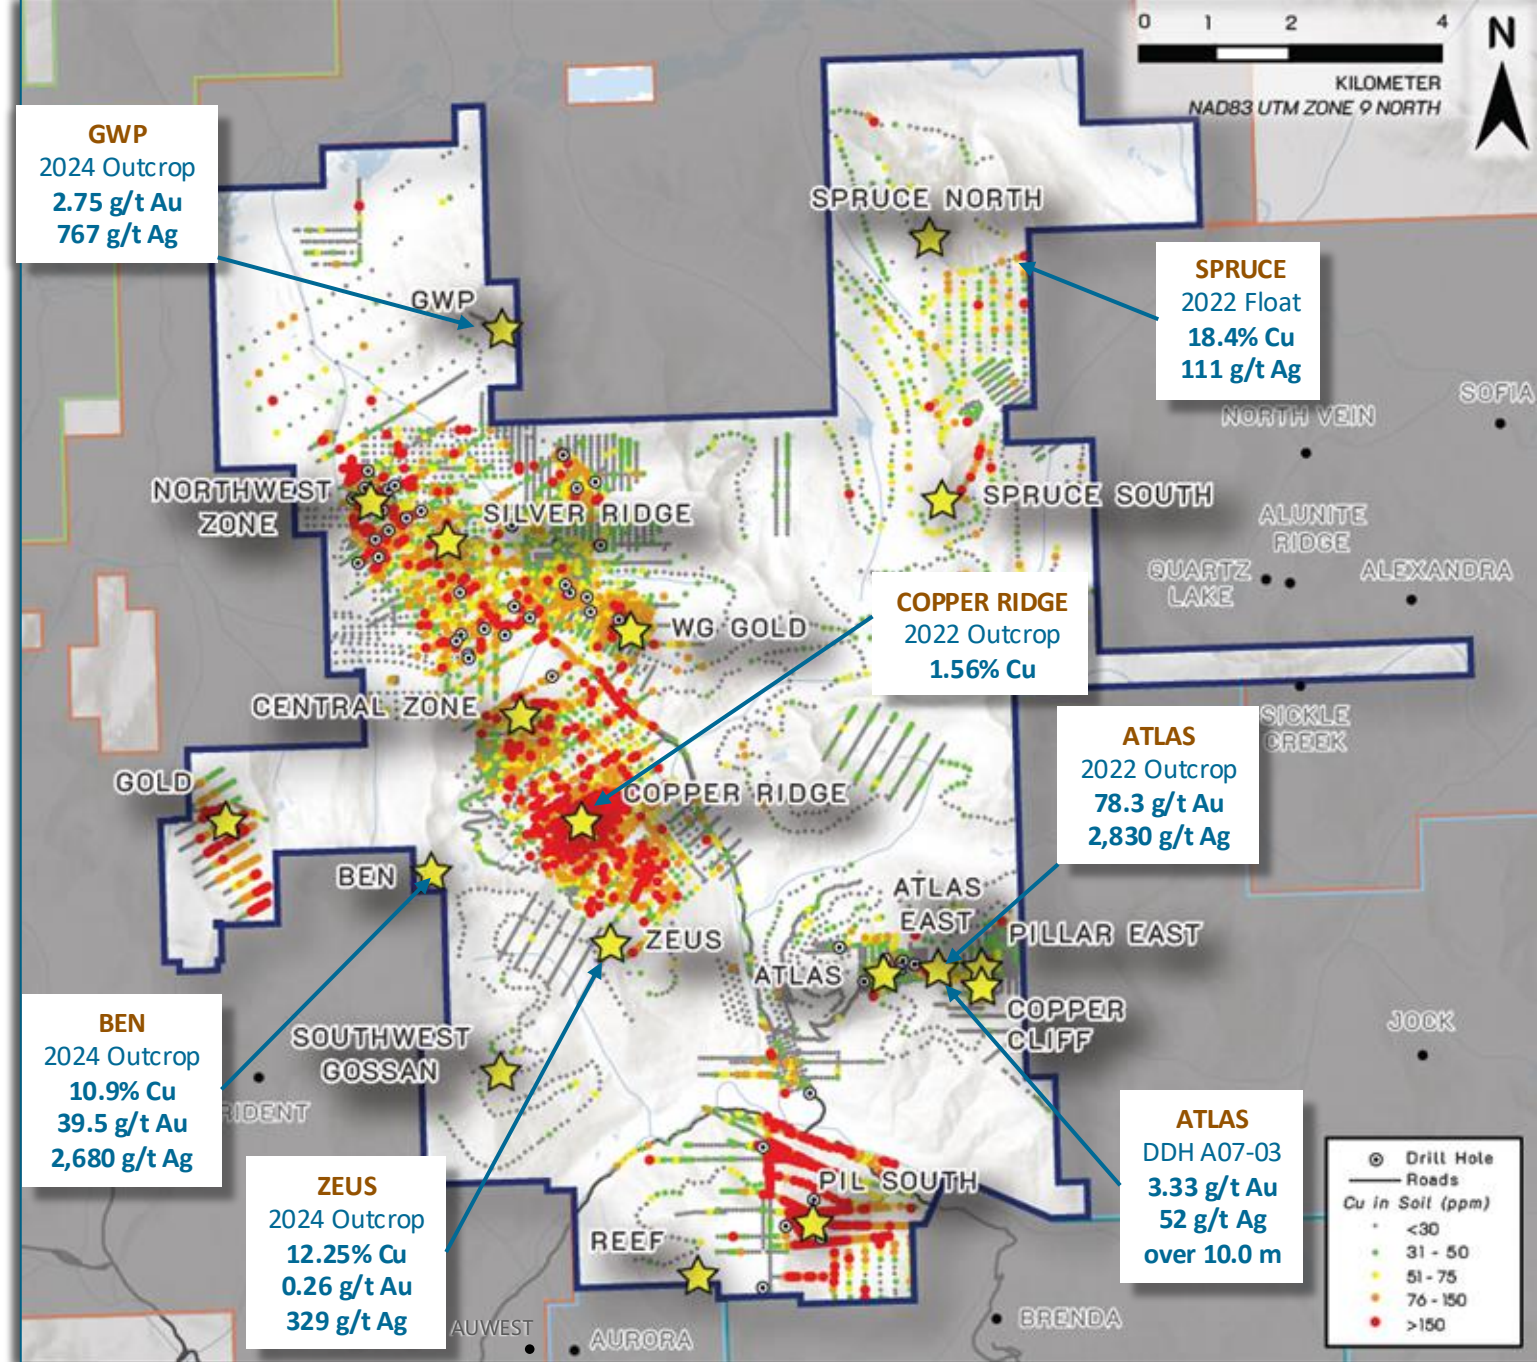 0 1 2 4
KILOMETER
NAD83 UTM ZONE 9 NORTH
N
GWP
2024 Outcrop
2.75 g/t Au
767 g/t Ag
SPRUCE NORTH
SPRUCE
2022 Float
18.4% Cu
111 g/t Ag
GWP
NORTH VEIN
SOFIA
NORTHWEST
ZONE
SILVER RIDGE
SPRUCE SOUTH
ALUNITE
RIDGE
QUARTZ
LAKE
ALEXANDRA
COPPER RIDGE
2022 Outcrop
1.56% Cu
WG GOLD
CENTRAL ZONE
SICKLE
CREEK
ATLAS
2022 Outcrop
78.3 g/t Au
2,830 g/t Ag
GOLD
COPPER RIDGE
BEN
ATLAS
EAST
PILLAR EAST
ZEUS
ATLAS
COPPER
CLIFF
BEN
2024 Outcrop
10.9% Cu
39.5 g/t Au
2,680 g/t Ag
SOUTHWEST
GOSSAN
JOCK
RIDENT
ATLAS
DDH A07-03
3.33 g/t Au
52 g/t Ag
over 10.0 m
ZEUS
2024 Outcrop
12.25% Cu
0.26 g/t Au
329 g/t Ag
PIL SOUTH
REEF
AUWEST
AURORA
BRENDA
Drill Hole
Roads
Cu in Soil (ppm)
<30
31 - 50
51 - 75
76 - 150
>150